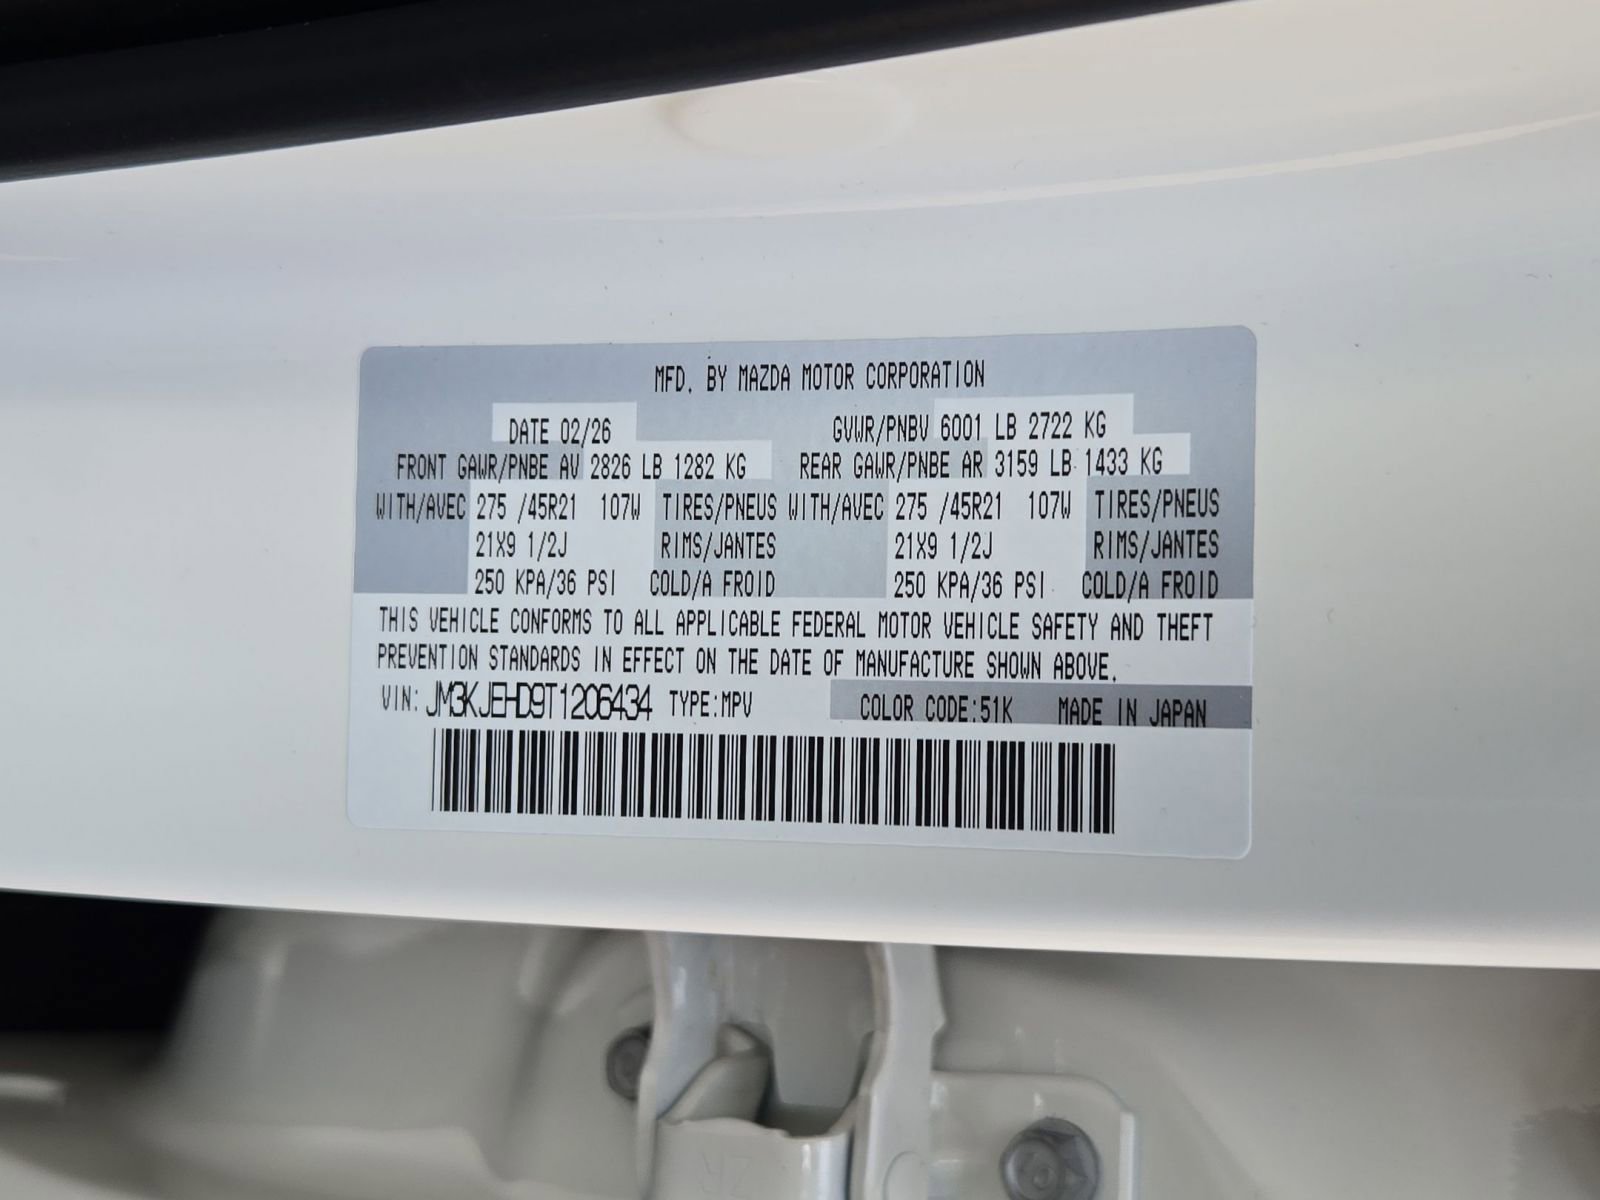 MFD. BY MAZDA MOTOR CORPORATION
DATE 02/26 GVWR/PNBV 6001 LB 2722 KG
FRONT GAWR/PNBE AV 2826 LB 1282 KG REAR GAWR/PNBE AR 3159 LB 1433 KG
WITH/AVEC 275 /45R21 107W TIRES/PNEUS WITH/AVEC 275 /45R21 107W TIRES/PNEUS
21X9 1/2J RIMS/JANTES 21X9 1/2J RIMS/JANTES
250 KPA/36 PSI COLD/A FROID 250 KPA/36 PSI COLD/A FROID
THIS VEHICLE CONFORMS TO ALL APPLICABLE FEDERAL MOTOR VEHICLE SAFETY AND THEFT
PREVENTION STANDARDS IN EFFECT ON THE DATE OF MANUFACTURE SHOWN ABOVE.
VIN: JM3KJEHD9T1206434 TYPE:MPV COLOR CODE:51K MADE IN JAPAN